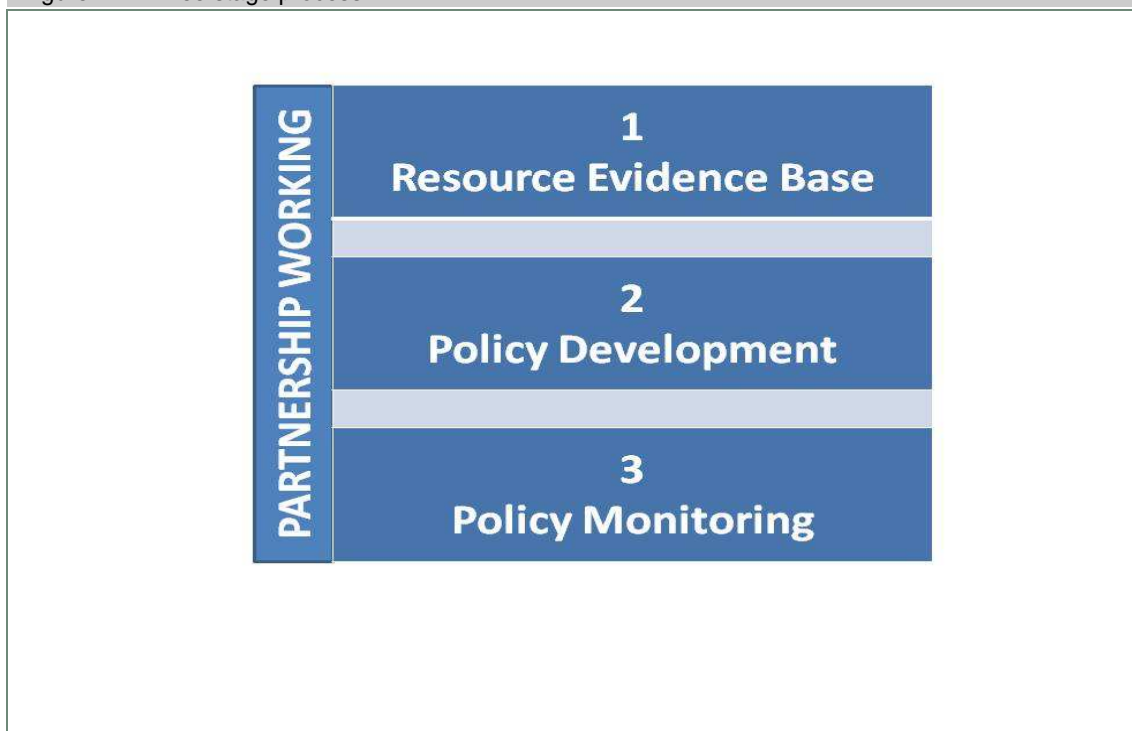 PARTNERSHIP WORKING
1
Resource Evidence Base
2
Policy Development
3
Policy Monitoring